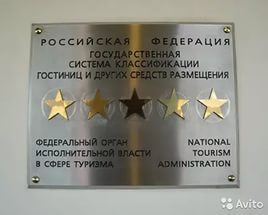 РОССИЙСКАЯ ФЕДЕРАЦИЯ
ГОСУДАРСТВЕННАЯ
СИСТЕМА КЛАССИФИКАЦИИ
ГОСТИНИЦ И ДРУГИХ СРЕДСТВ РАЗМЕЩЕНИЯ
ФЕДЕРАЛЬНЫЙ ОРГАН
ИСПОЛНИТЕЛЬНОЙ ВЛАСТИ
В СФЕРЕ ТУРИЗМА
NATIONAL
TOURISM
ADMINISTRATION
Avito